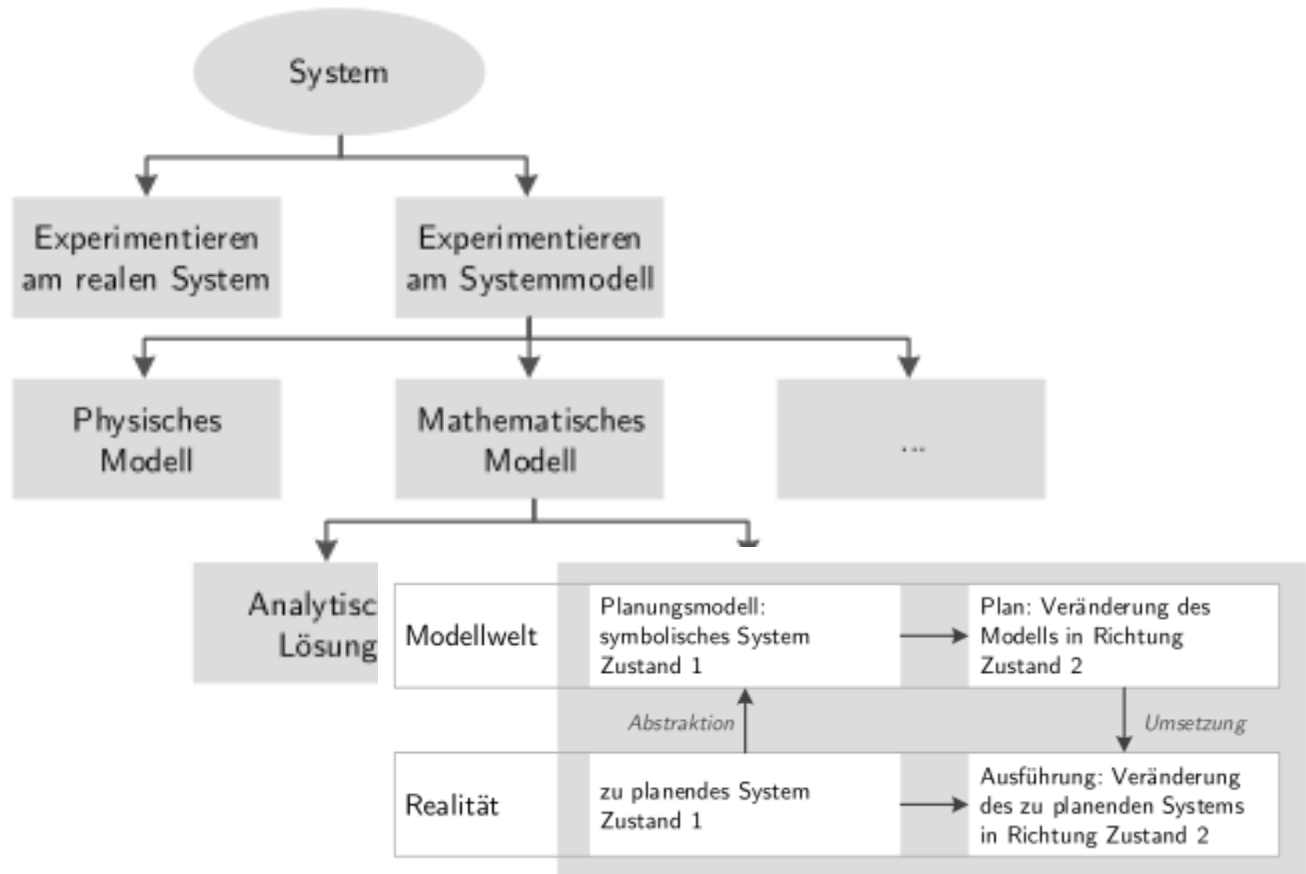 System
Experimentieren
am realen System
Experimentieren
am Systemmodell
Physisches
Modell
Mathematisches
Modell
...
Analytisc
Lösung
Modellwelt
Planungsmodell:
symbolisches System
Zustand 1
Plan: Veränderung des
Modells in Richtung
Zustand 2
Abstraktion
Umsetzung
Realität
zu planendes System
Zustand 1
Ausführung: Veränderung
des zu planenden Systems
in Richtung Zustand 2